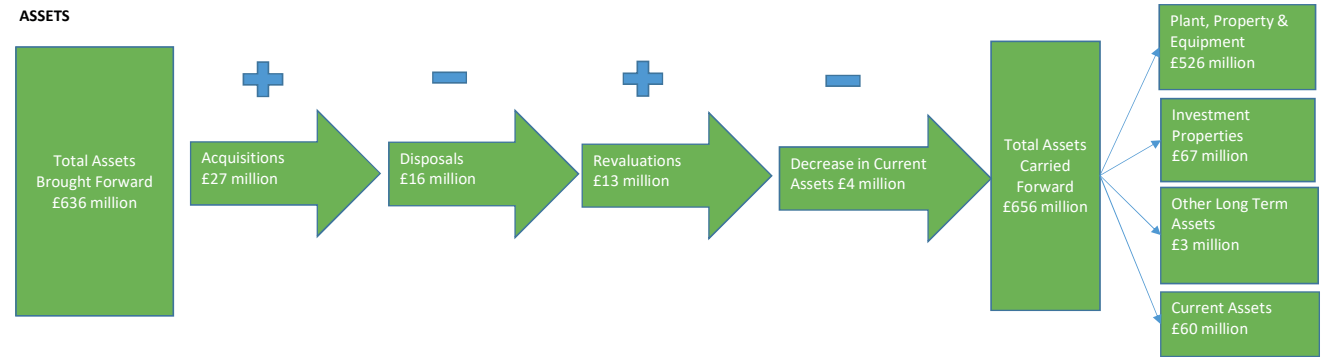 ASSETS
Total Assets
Brought Forward
£636 million
Acquisitions
£27 million
Disposals
£16 million
Revaluations
£13 million
Decrease in Current
Assets £4 million
Total Assets
Carried
Forward
£656 million
Plant, Property &
Equipment
£526 million
Investment
Properties
£67 million
Other Long Term
Assets
£3 million
Current Assets
£60 million